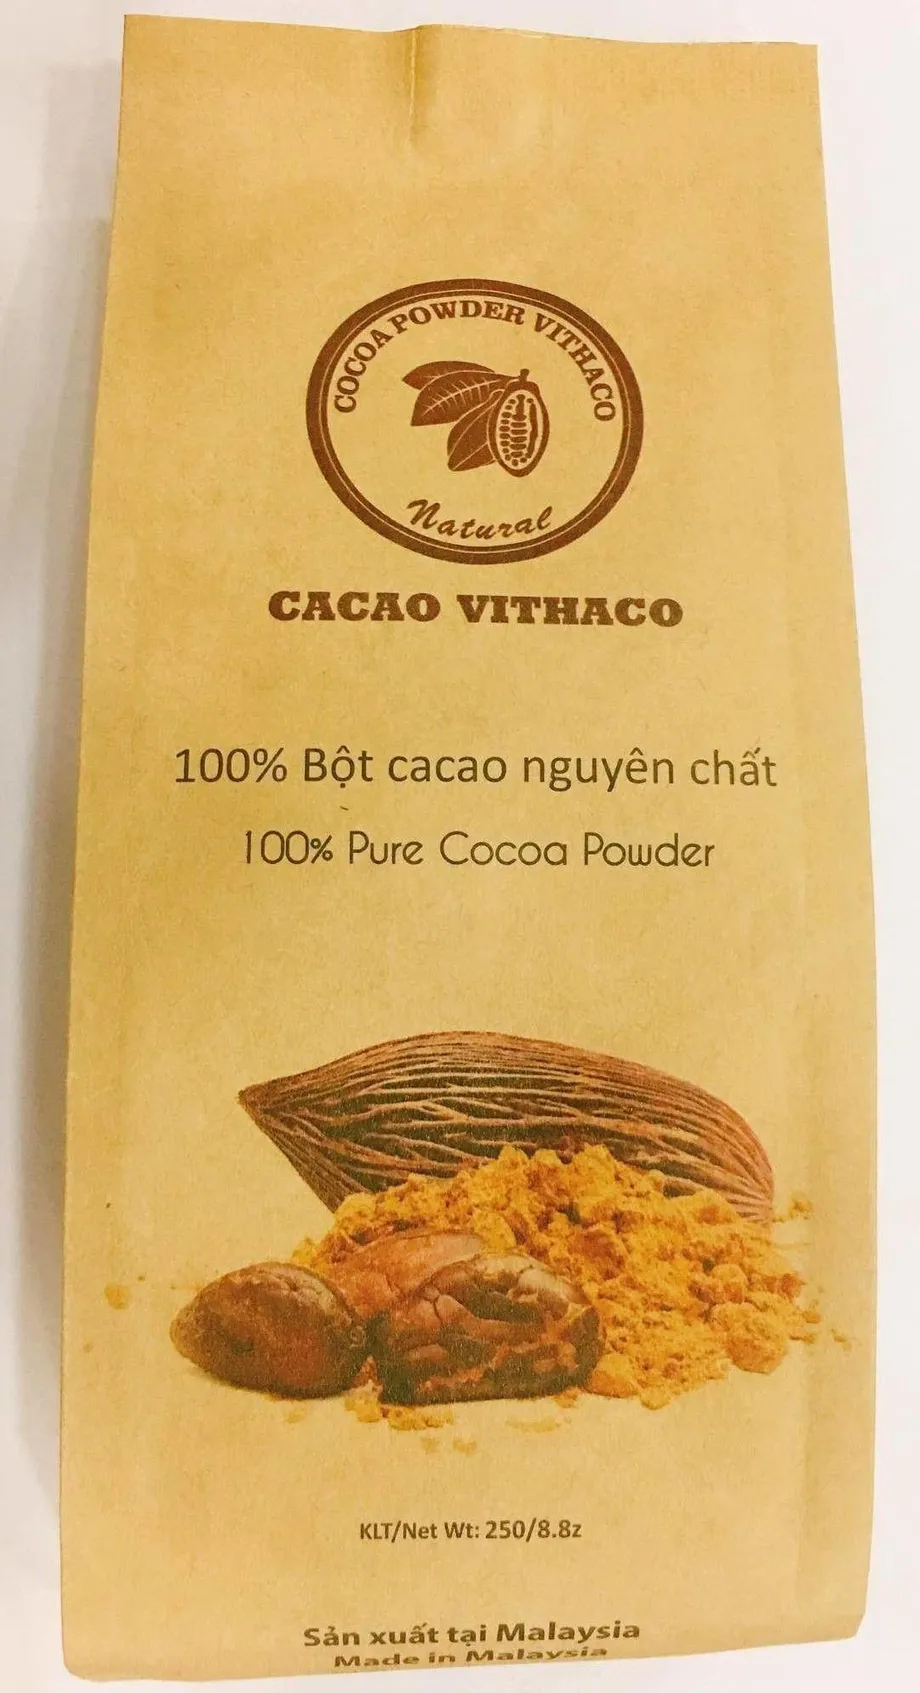 COCOA POWDER VITHACO
Natural
CACAO VITHACO
100% Bột cacao nguyên chất
100% Pure Cocoa Powder
KLT/Net Wt: 250/8.8z
Sản xuất tại Malaysia
Made in Malaysia